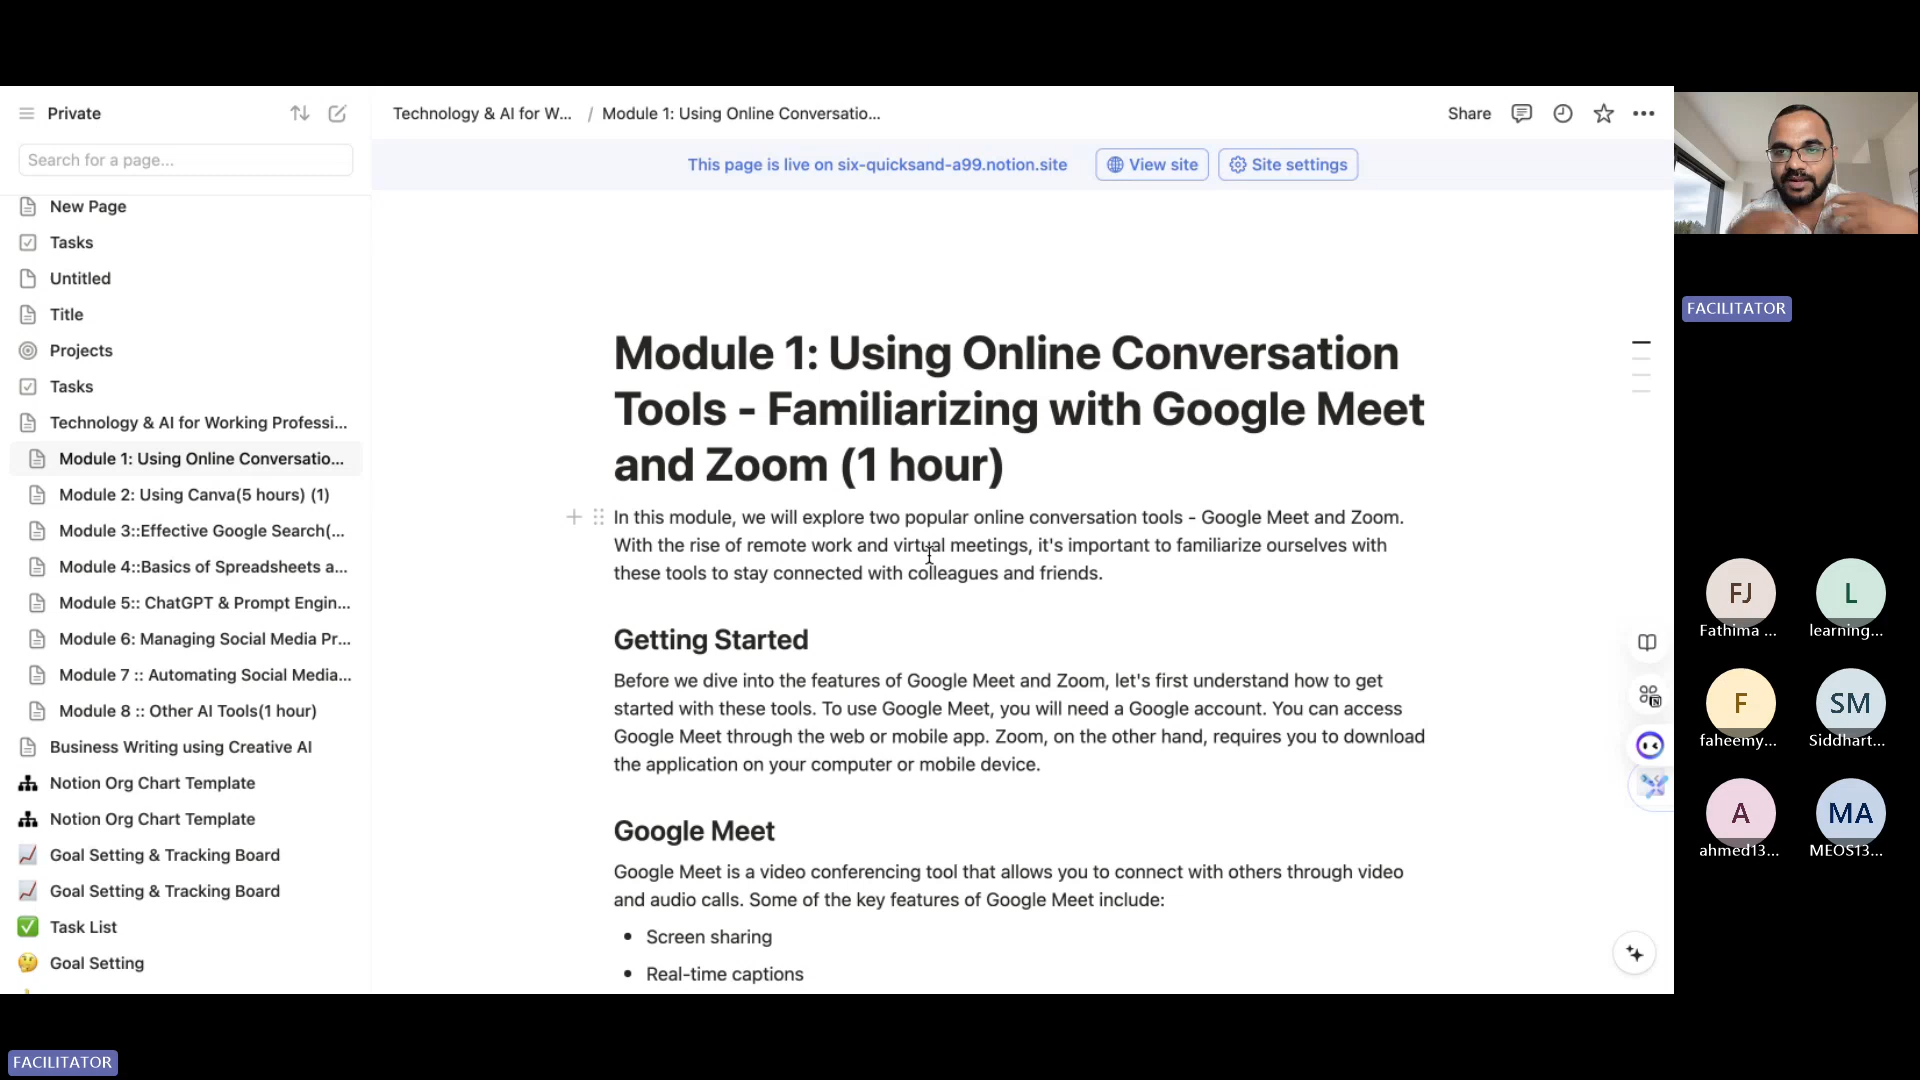 Private
Search for a page...
New Page
Tasks
Untitled
Title
Projects
Tasks
Technology & AI for Working Professi...
Module 1: Using Online Conversatio...
Module 2: Using Canva(5 hours) (1)
Module 3::Effective Google Search(...
Module 4::Basics of Spreadsheets a...
Module 5:: ChatGPT & Prompt Engin...
Module 6: Managing Social Media Pr...
Module 7 :: Automating Social Media...
Module 8 :: Other AI Tools(1 hour)
Business Writing using Creative AI
Notion Org Chart Template
Notion Org Chart Template
Goal Setting & Tracking Board
Goal Setting & Tracking Board
Task List
Goal Setting
Technology & AI for W... / Module 1: Using Online Conversatio...
Share
This page is live on six-quicksand-a99.notion.site
View site
Site settings
Module 1: Using Online Conversation
Tools - Familiarizing with Google Meet
and Zoom (1 hour)
In this module, we will explore two popular online conversation tools - Google Meet and Zoom.
With the rise of remote work and virtual meetings, it's important to familiarize ourselves with
these tools to stay connected with colleagues and friends.
Getting Started
Before we dive into the features of Google Meet and Zoom, let's first understand how to get
started with these tools. To use Google Meet, you will need a Google account. You can access
Google Meet through the web or mobile app. Zoom, on the other hand, requires you to download
the application on your computer or mobile device.
Google Meet
Google Meet is a video conferencing tool that allows you to connect with others through video
and audio calls. Some of the key features of Google Meet include:
• Screen sharing
• Real-time captions
FACILITATOR
FJ
Fathima ...
L
learning...
F
faheemy...
SM
Siddhart...
A
ahmed13...
MA
MEOS13...
FACILITATOR